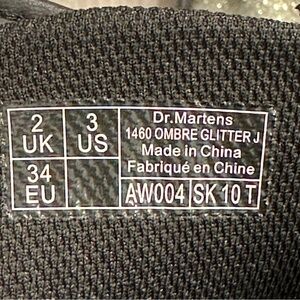 2 UK
3 US
34 EU
Dr.Martens
1460 OMBRE GLITTER J
Made in China
Fabriqué en Chine
AW004 SK 10 T